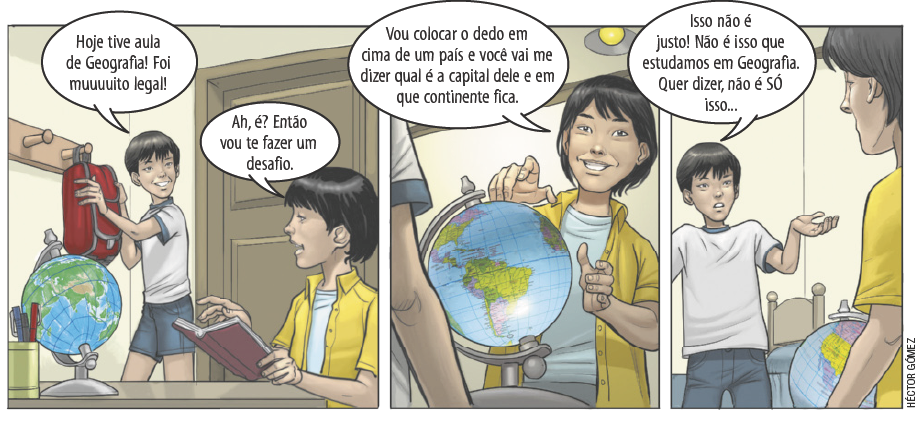 Hoje tive aula
de Geografia! Foi
muuuuito legal!
Ah, é? Então
vou te fazer um
desafio.
Vou colocar o dedo em
cima de um país e você vai me
dizer qual é a capital dele e em
que continente fica.
Isso não é
justo! Não é isso que
estudamos em Geografia.
Quer dizer, não é SÓ
isso...
HÉCTOR GÓMEZ